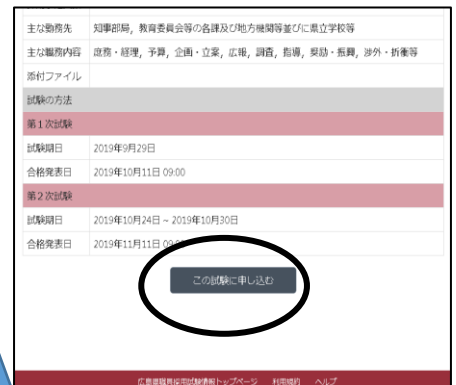 主な勤務先 知事部局，教育委員会等の各課及び地方機関等並びに県立学校等
主な職務内容 庶務・経理，予算，企画・立案，広報，調査，指導，奨励・振興，渉外・折衝等
添付ファイル
試験の方法
第１次試験
試験期日 2019年9月29日
合格発表日 2019年10月11日 09:00
第２次試験
試験期日 2019年10月24日 ~ 2019年10月30日
合格発表日 2019年11月11日 09:
この試験に申し込む
広島県職員採用試験情報トップページ 利用規約 ヘルプ